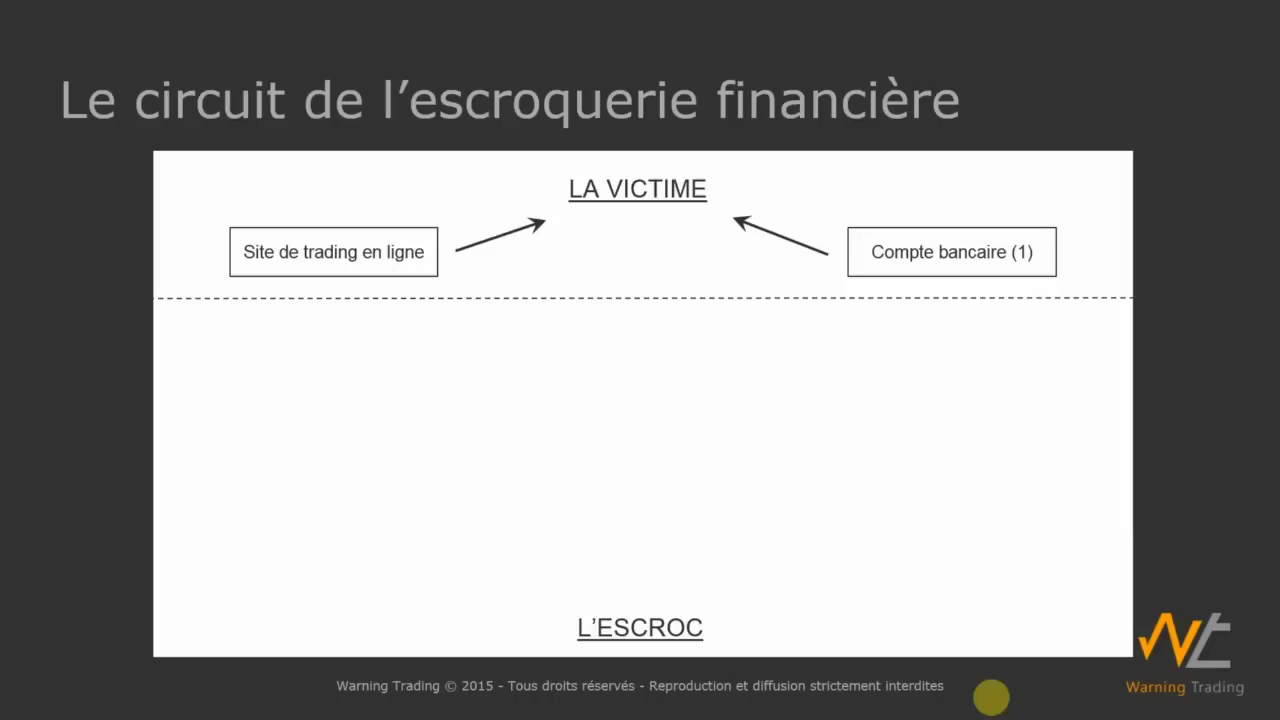 Le circuit de l’escroquerie financière
LA VICTIME
Site de trading en ligne
Compte bancaire (1)
L’ESCROC
Warning Trading © 2015 - Tous droits réservés - Reproduction et diffusion strictement interdites
Warning Trading